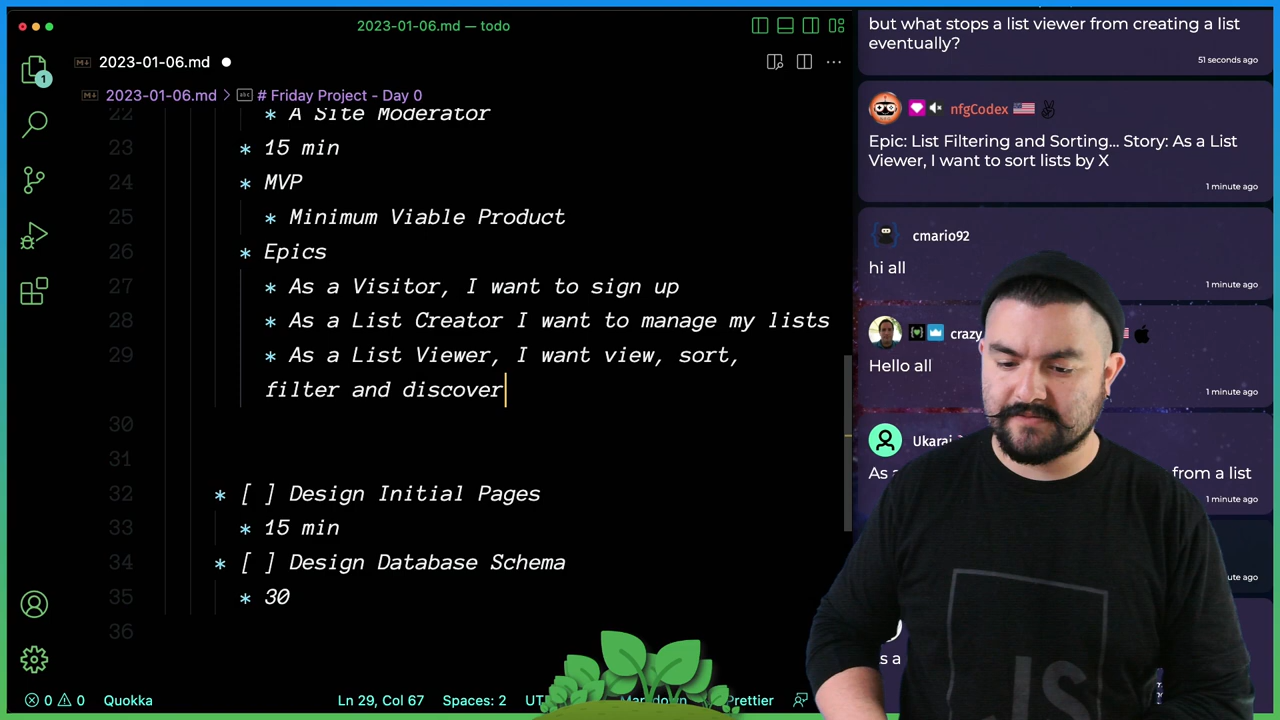 2023-01-06.md — todo
2023-01-06.md
2023-01-06.md > # Friday Project - Day 0
22 * A Site Moderator
23 * 15 min
24 * MVP
25 * Minimum Viable Product
26 * Epics
27 * As a Visitor, I want to sign up
28 * As a List Creator I want to manage my lists
29 * As a List Viewer, I want view, sort,
filter and discover
30
31
32 * [ ] Design Initial Pages
33 * 15 min
34 * [ ] Design Database Schema
35 * 30
36
1
0 0 Quokka
Ln 29, Col 67
Spaces: 2
Prettier
but what stops a list viewer from creating a list
eventually?
51 seconds ago
nfgCodex
Epic: List Filtering and Sorting... Story: As a List
Viewer, I want to sort lists by X
1 minute ago
cmario92
hi all
1 minute ago
crazy
Hello all
1 minute ago
from a list
1 minute ago
JS